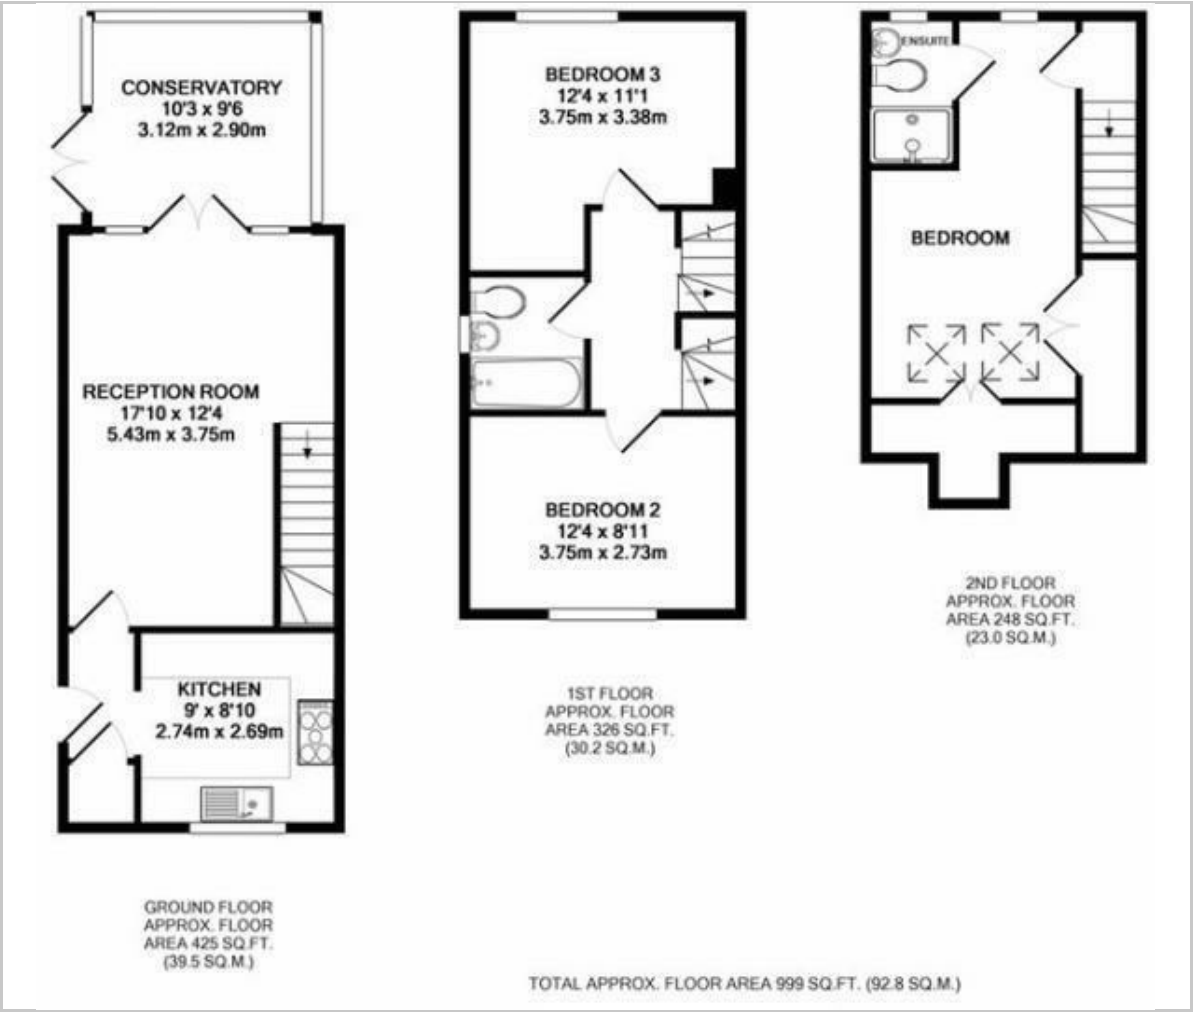 CONSERVATORY
10'3 x 9'6
3.12m x 2.90m
RECEPTION ROOM
17'10 x 12'4
5.43m x 3.75m
KITCHEN
9' x 8'10
2.74m x 2.69m
GROUND FLOOR
APPROX. FLOOR
AREA 425 SQ.FT.
(39.5 SQ.M.)
BEDROOM 3
12'4 x 11'1
3.75m x 3.38m
BEDROOM 2
12'4 x 8'11
3.75m x 2.73m
1ST FLOOR
APPROX. FLOOR
AREA 326 SQ.FT.
(30.2 SQ.M.)
ENSUITE
BEDROOM
2ND FLOOR
APPROX. FLOOR
AREA 248 SQ.FT.
(23.0 SQ.M.)
TOTAL APPROX. FLOOR AREA 999 SQ.FT. (92.8 SQ.M.)